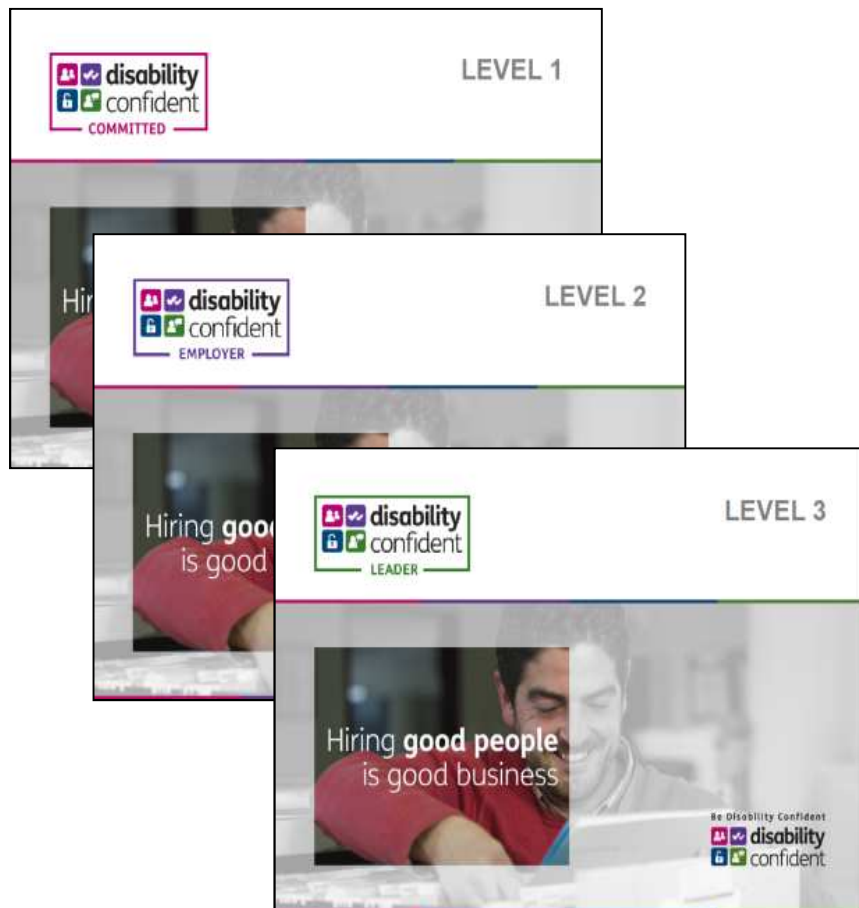 disability
confident
COMMITTED
LEVEL 1
Hir
disability
confident
EMPLOYER
LEVEL 2
Hiring goo
is good
disability
confident
LEADER
LEVEL 3
Hiring good people
is good business
Be Disability Confident
disability
confident